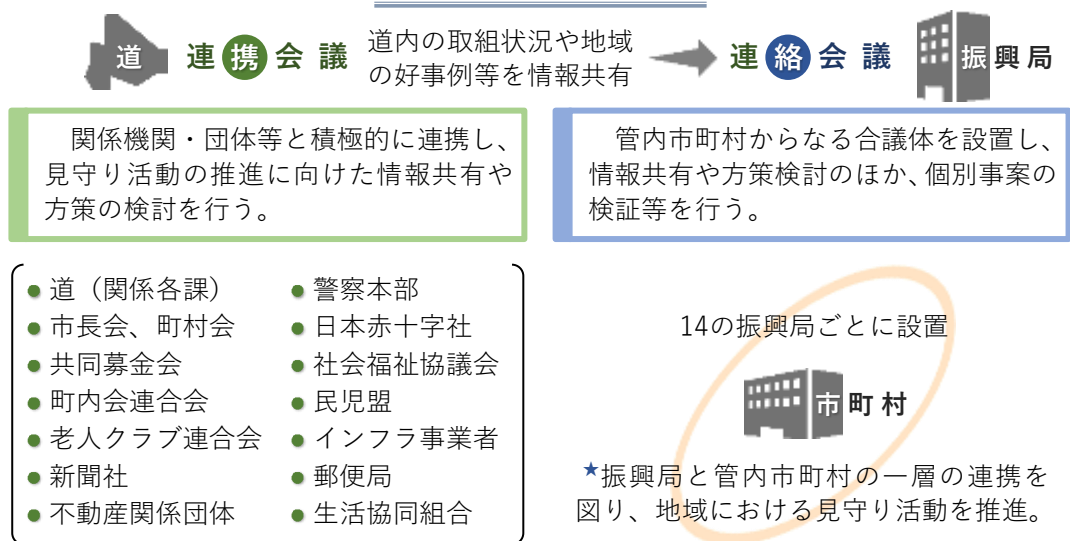 道 連携会議 道内の取組状況や地域の好事例等を情報共有 連絡会議 振興局
関係機関・団体等と積極的に連携し、
見守り活動の推進に向けた情報共有や
方策の検討を行う。
管内市町村からなる合議体を設置し、
情報共有や方策検討のほか、個別事案の
検証等を行う。
● 道（関係各課）
● 市長会、町村会
● 共同募金会
● 町内会連合会
● 老人クラブ連合会
● 新聞社
● 不動産関係団体
● 警察本部
● 日本赤十字社
● 社会福祉協議会
● 民児盟
● インフラ事業者
● 郵便局
● 生活協同組合
14の振興局ごとに設置
市町村
★振興局と管内市町村の一層の連携を
図り、地域における見守り活動を推進。